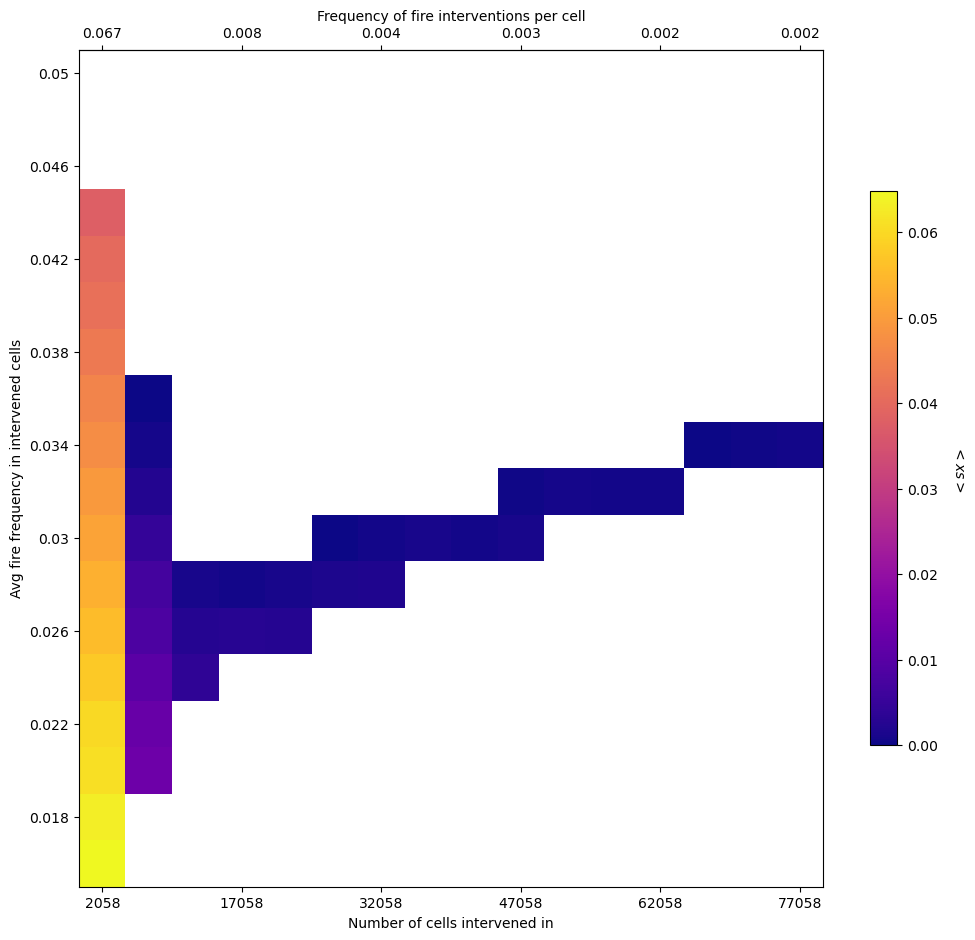 Frequency of fire interventions per cell
0.067 0.008 0.004 0.003 0.002 0.002
Avg fire frequency in intervened cells
0.05
0.046
0.042
0.038
0.034
0.03
0.026
0.022
0.018
2058 17058 32058 47058 62058 77058
Number of cells intervened in
0.06
0.05
0.04
0.03
0.02
0.01
0.00
< sx >